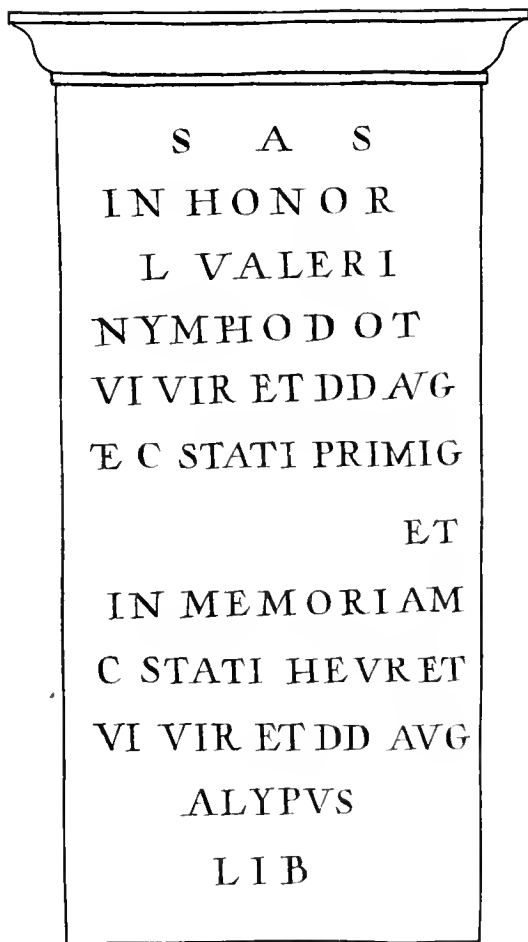 S A S
IN HONOR
L VALERI
NYMPHODOT
VI VIR ET DD AVG
ET C STATI PRIMIG
ET
IN MEMORIAM
C STATI HEVRET
VI VIR ET DD AVG
ALYPVS
LIB